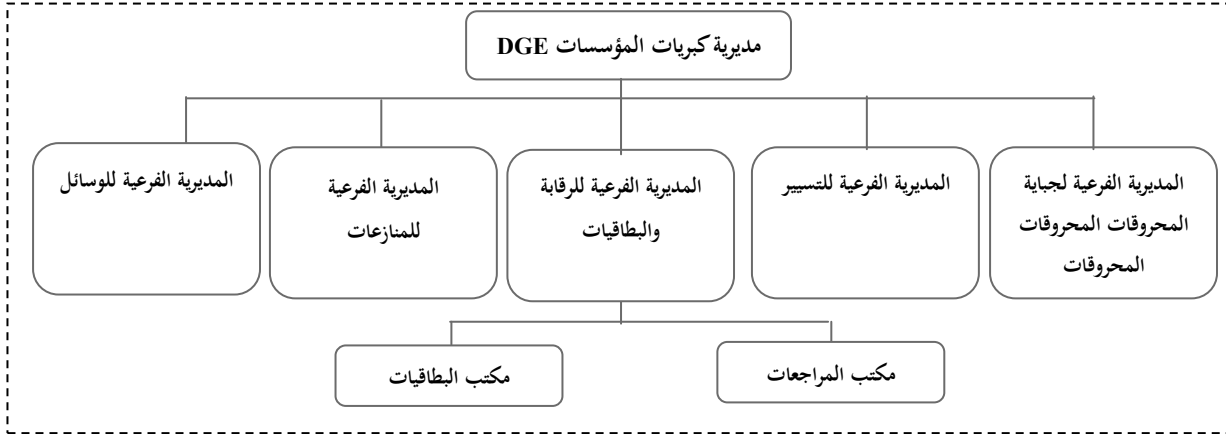 مديرية كبريات المؤسسات DGE
المديرية الفرعية لجباية
المحروقات المحروقات
المحروقات
المديرية الفرعية للتسيير
المديرية الفرعية للرقابة
والبطاقيات
المديرية الفرعية
للمنازعات
المديرية الفرعية للوسائل
مكتب المراجعات
مكتب البطاقيات